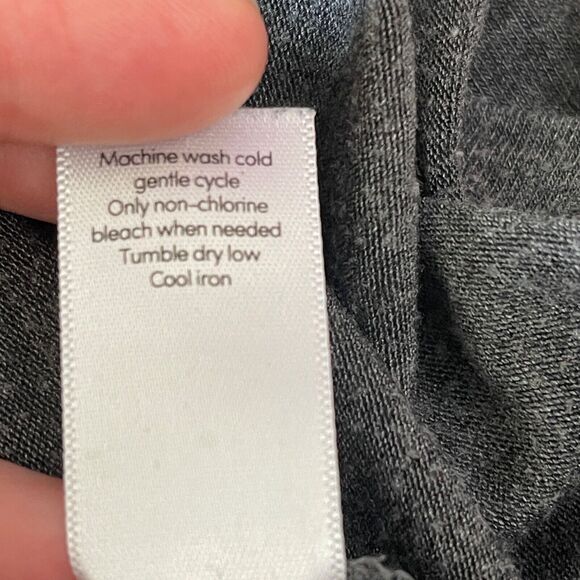 Machine wash cold
gentle cycle
Only non-chlorine
bleach when needed
Tumble dry low
Cool iron